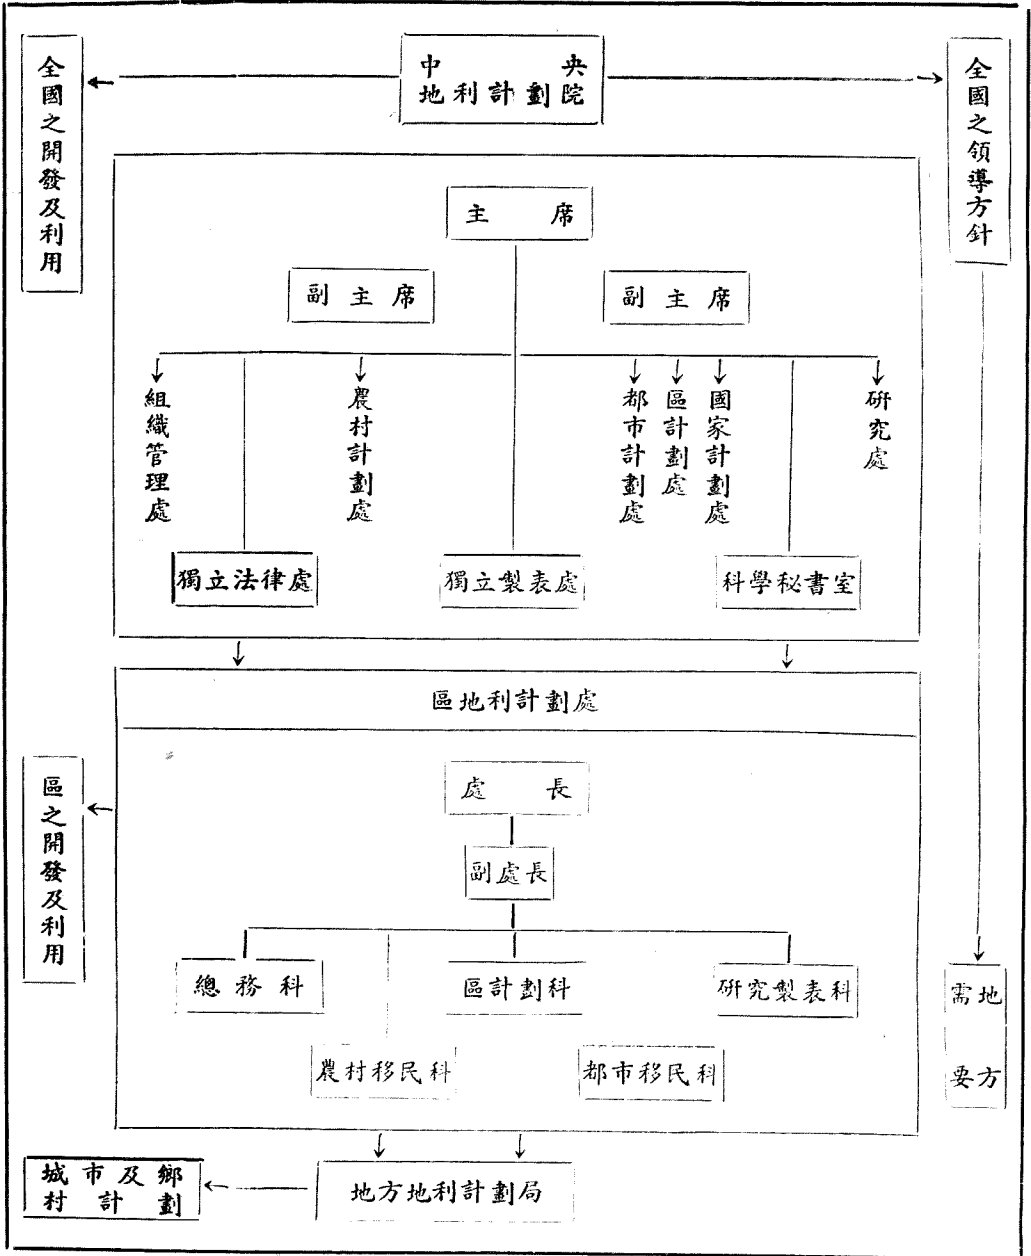 中央
地利計劃院
全國之開發及利用
全國之領導方針
主席
副主席
副主席
組織管理處
農村計劃處
都市計劃處
區計劃處
國家計劃處
研究處
獨立法律處
獨立製表處
科學秘書室
區地利計劃處
區之開發及利用
處長
副處長
總務科
區計劃科
研究製表科
農村移民科
都市移民科
地方
需要
地方地利計劃局
城市及鄉
村計劃